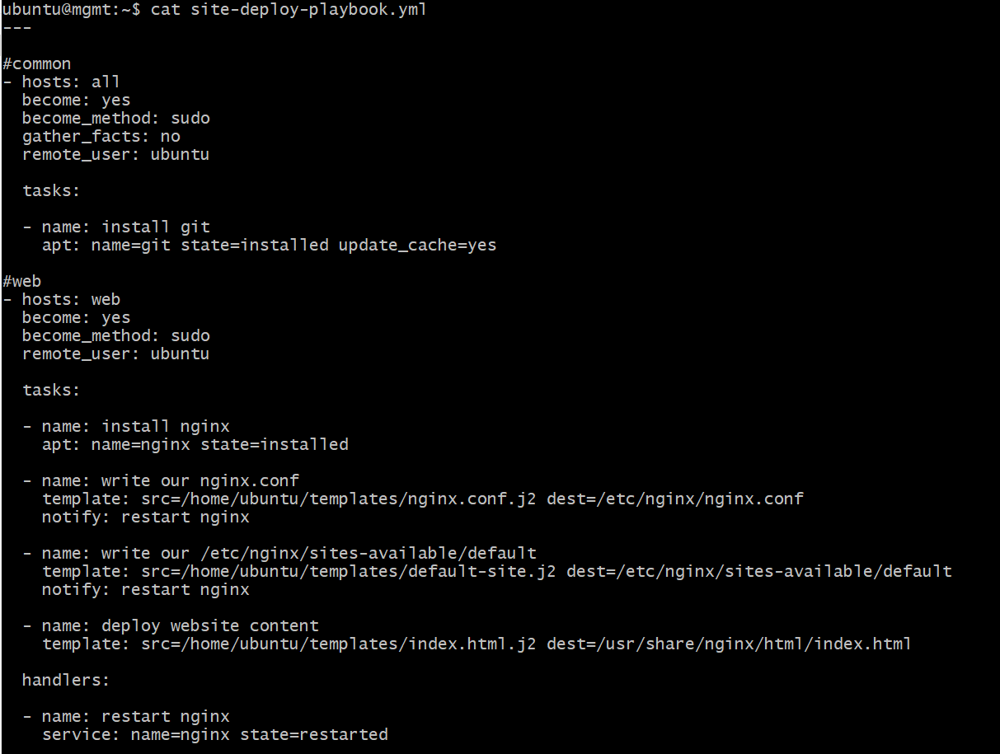 ubuntu@mgmt:~$ cat site-deploy-playbook.yml
---
#common
- hosts: all
  become: yes
  become_method: sudo
  gather_facts: no
  remote_user: ubuntu
  tasks:
  - name: install git
    apt: name=git state=installed update_cache=yes
#web
- hosts: web
  become: yes
  become_method: sudo
  remote_user: ubuntu
  tasks:
  - name: install nginx
    apt: name=nginx state=installed
  - name: write our nginx.conf
    template: src=/home/ubuntu/templates/nginx.conf.j2 dest=/etc/nginx/nginx.conf
    notify: restart nginx
  - name: write our /etc/nginx/sites-available/default
    template: src=/home/ubuntu/templates/default-site.j2 dest=/etc/nginx/sites-available/default
    notify: restart nginx
  - name: deploy website content
    template: src=/home/ubuntu/templates/index.html.j2 dest=/usr/share/nginx/html/index.html
  handlers:
  - name: restart nginx
    service: name=nginx state=restarted